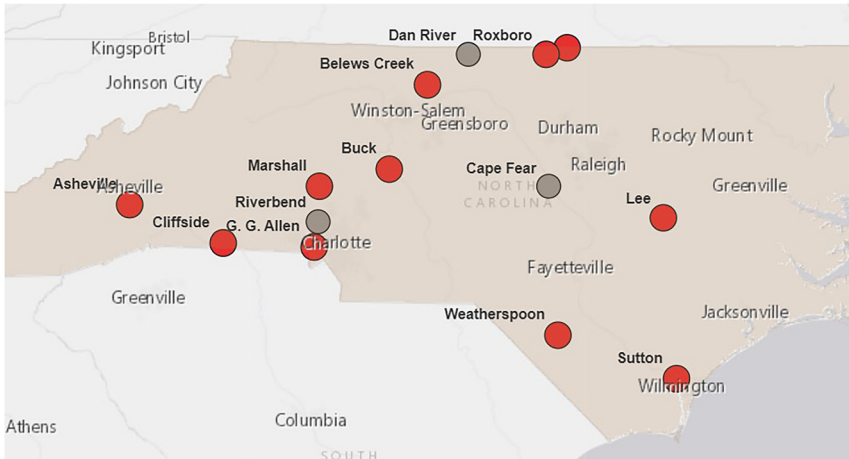 Bristol
Kingsport
Dan River
Roxboro
Belews Creek
Johnson City
Winston-Salem
Greensboro
Durham
Rocky Mount
Buck
Marshall
Cape Fear
Raleigh
Asheville
Asheville
NORTH
CAROLINA
Greenville
Riverbend
Lee
Cliffside
G. G. Allen
Charlotte
Fayetteville
Greenville
Weatherspoon
Jacksonville
Sutton
Wilmington
Athens
Columbia
SOUTH